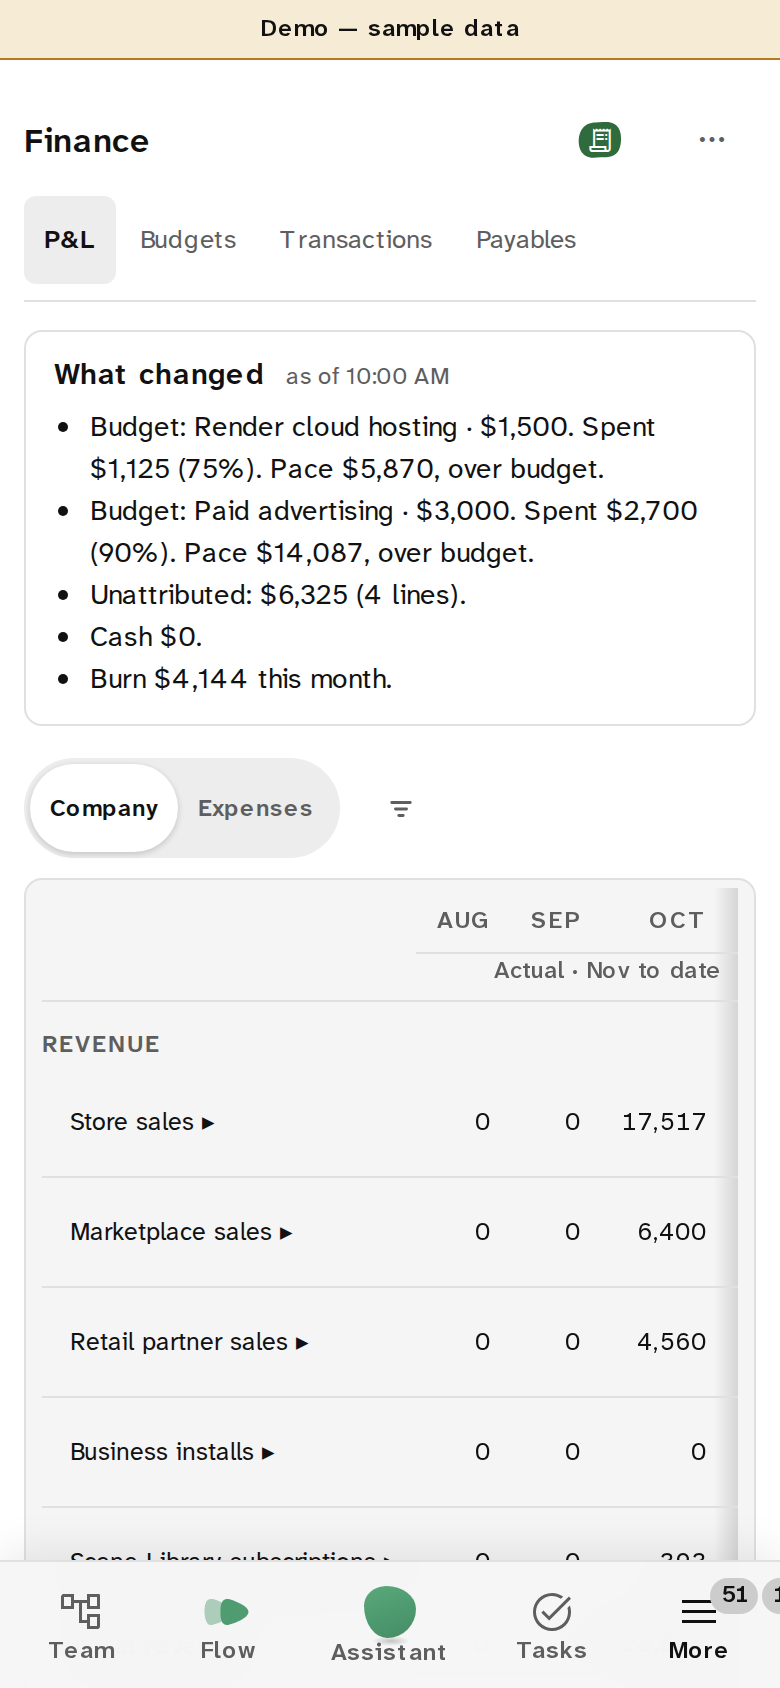 Demo — sample data
Finance
P&L Budgets Transactions Payables
What changed as of 10:00 AM
• Budget: Render cloud hosting · $1,500. Spent
$1,125 (75%). Pace $5,870, over budget.
• Budget: Paid advertising · $3,000. Spent $2,700
(90%). Pace $14,087, over budget.
• Unattributed: $6,325 (4 lines).
• Cash $0.
• Burn $4,144 this month.
Company Expenses
AUG SEP OCT
Actual · Nov to date
REVENUE
Store sales ▸ 0 0 17,517
Marketplace sales ▸ 0 0 6,400
Retail partner sales ▸ 0 0 4,560
Business installs ▸ 0 0 0
51
Team Flow Assistant Tasks More